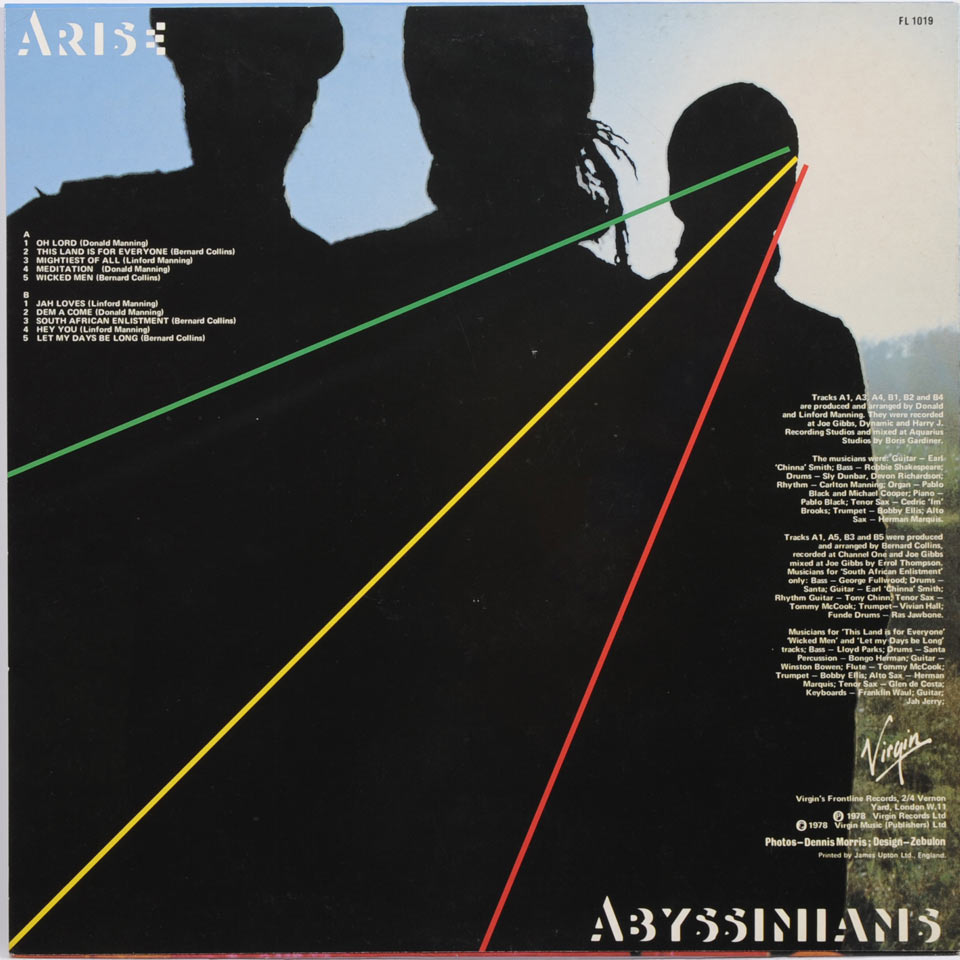 ARISE
FL 1019
A
1 OH LORD (Donald Manning)
2 THIS LAND IS FOR EVERYONE (Bernard Collins)
3 MIGHTIEST OF ALL (Linford Manning)
4 MEDITATION (Donald Manning)
5 WICKED MEN (Bernard Collins)
B
1 JAH LOVES (Linford Manning)
2 DEM A COME (Donald Manning)
3 SOUTH AFRICAN ENLISTMENT (Bernard Collins)
4 HEY YOU (Linford Manning)
5 LET MY DAYS BE LONG (Bernard Collins)
Tracks A1, A3, A4, B1, B2 and B4
are produced and arranged by Donald
and Linford Manning. They were recorded
at Joe Gibbs, Dynamic and Harry J.
Recording Studios and mixed at Aquarius
Studios by Boris Gardiner.
The musicians were: Guitar – Earl
'Chinna' Smith; Bass – Robbie Shakespeare;
Drums – Sly Dunbar, Devon Richardson;
Rhythm – Carlton Manning; Organ – Pablo
Black and Michael Cooper; Piano –
Pablo Black; Tenor Sax – Cedric 'Im'
Brooks; Trumpet – Bobby Ellis; Alto
Sax – Herman Marquis.
Tracks A1, A5, B3 and B5 were produced
and arranged by Bernard Collins,
recorded at Channel One and Joe Gibbs
mixed at Joe Gibbs by Errol Thompson.
Musicians for 'South African Enlistment'
only: Bass – George Fullwood; Drums –
Santa; Guitar – Earl 'Chinna' Smith;
Rhythm Guitar – Tony Chinn; Tenor Sax –
Tommy McCook; Trumpet – Vivian Hall;
Funde Drums – Ras Jawbone.
Musicians for 'This Land is for Everyone'
'Wicked Men' and 'Let my Days be Long'
tracks; Bass – Lloyd Parks; Drums – Santa
Percussion – Bongo Herman; Guitar –
Winston Bowen; Flute – Tommy McCook;
Trumpet – Bobby Ellis; Alto Sax – Herman
Marquis; Tenor Sax – Glen de Costa;
Keyboards – Franklin Waul; Guitar;
Jah Jerry;
Virgin
Virgin's Frontline Records, 2/4 Vernon
Yard, London W.11
℗ 1978 Virgin Records Ltd
© 1978 Virgin Music (Publishers) Ltd
Photos – Dennis Morris; Design – Zebulon
Printed by James Upton Ltd., England.
ABYSSINIANS